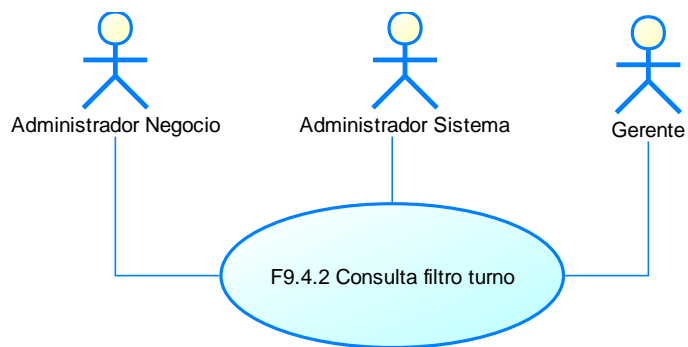 Administrador Negocio
Administrador Sistema
Gerente
F9.4.2 Consulta filtro turno